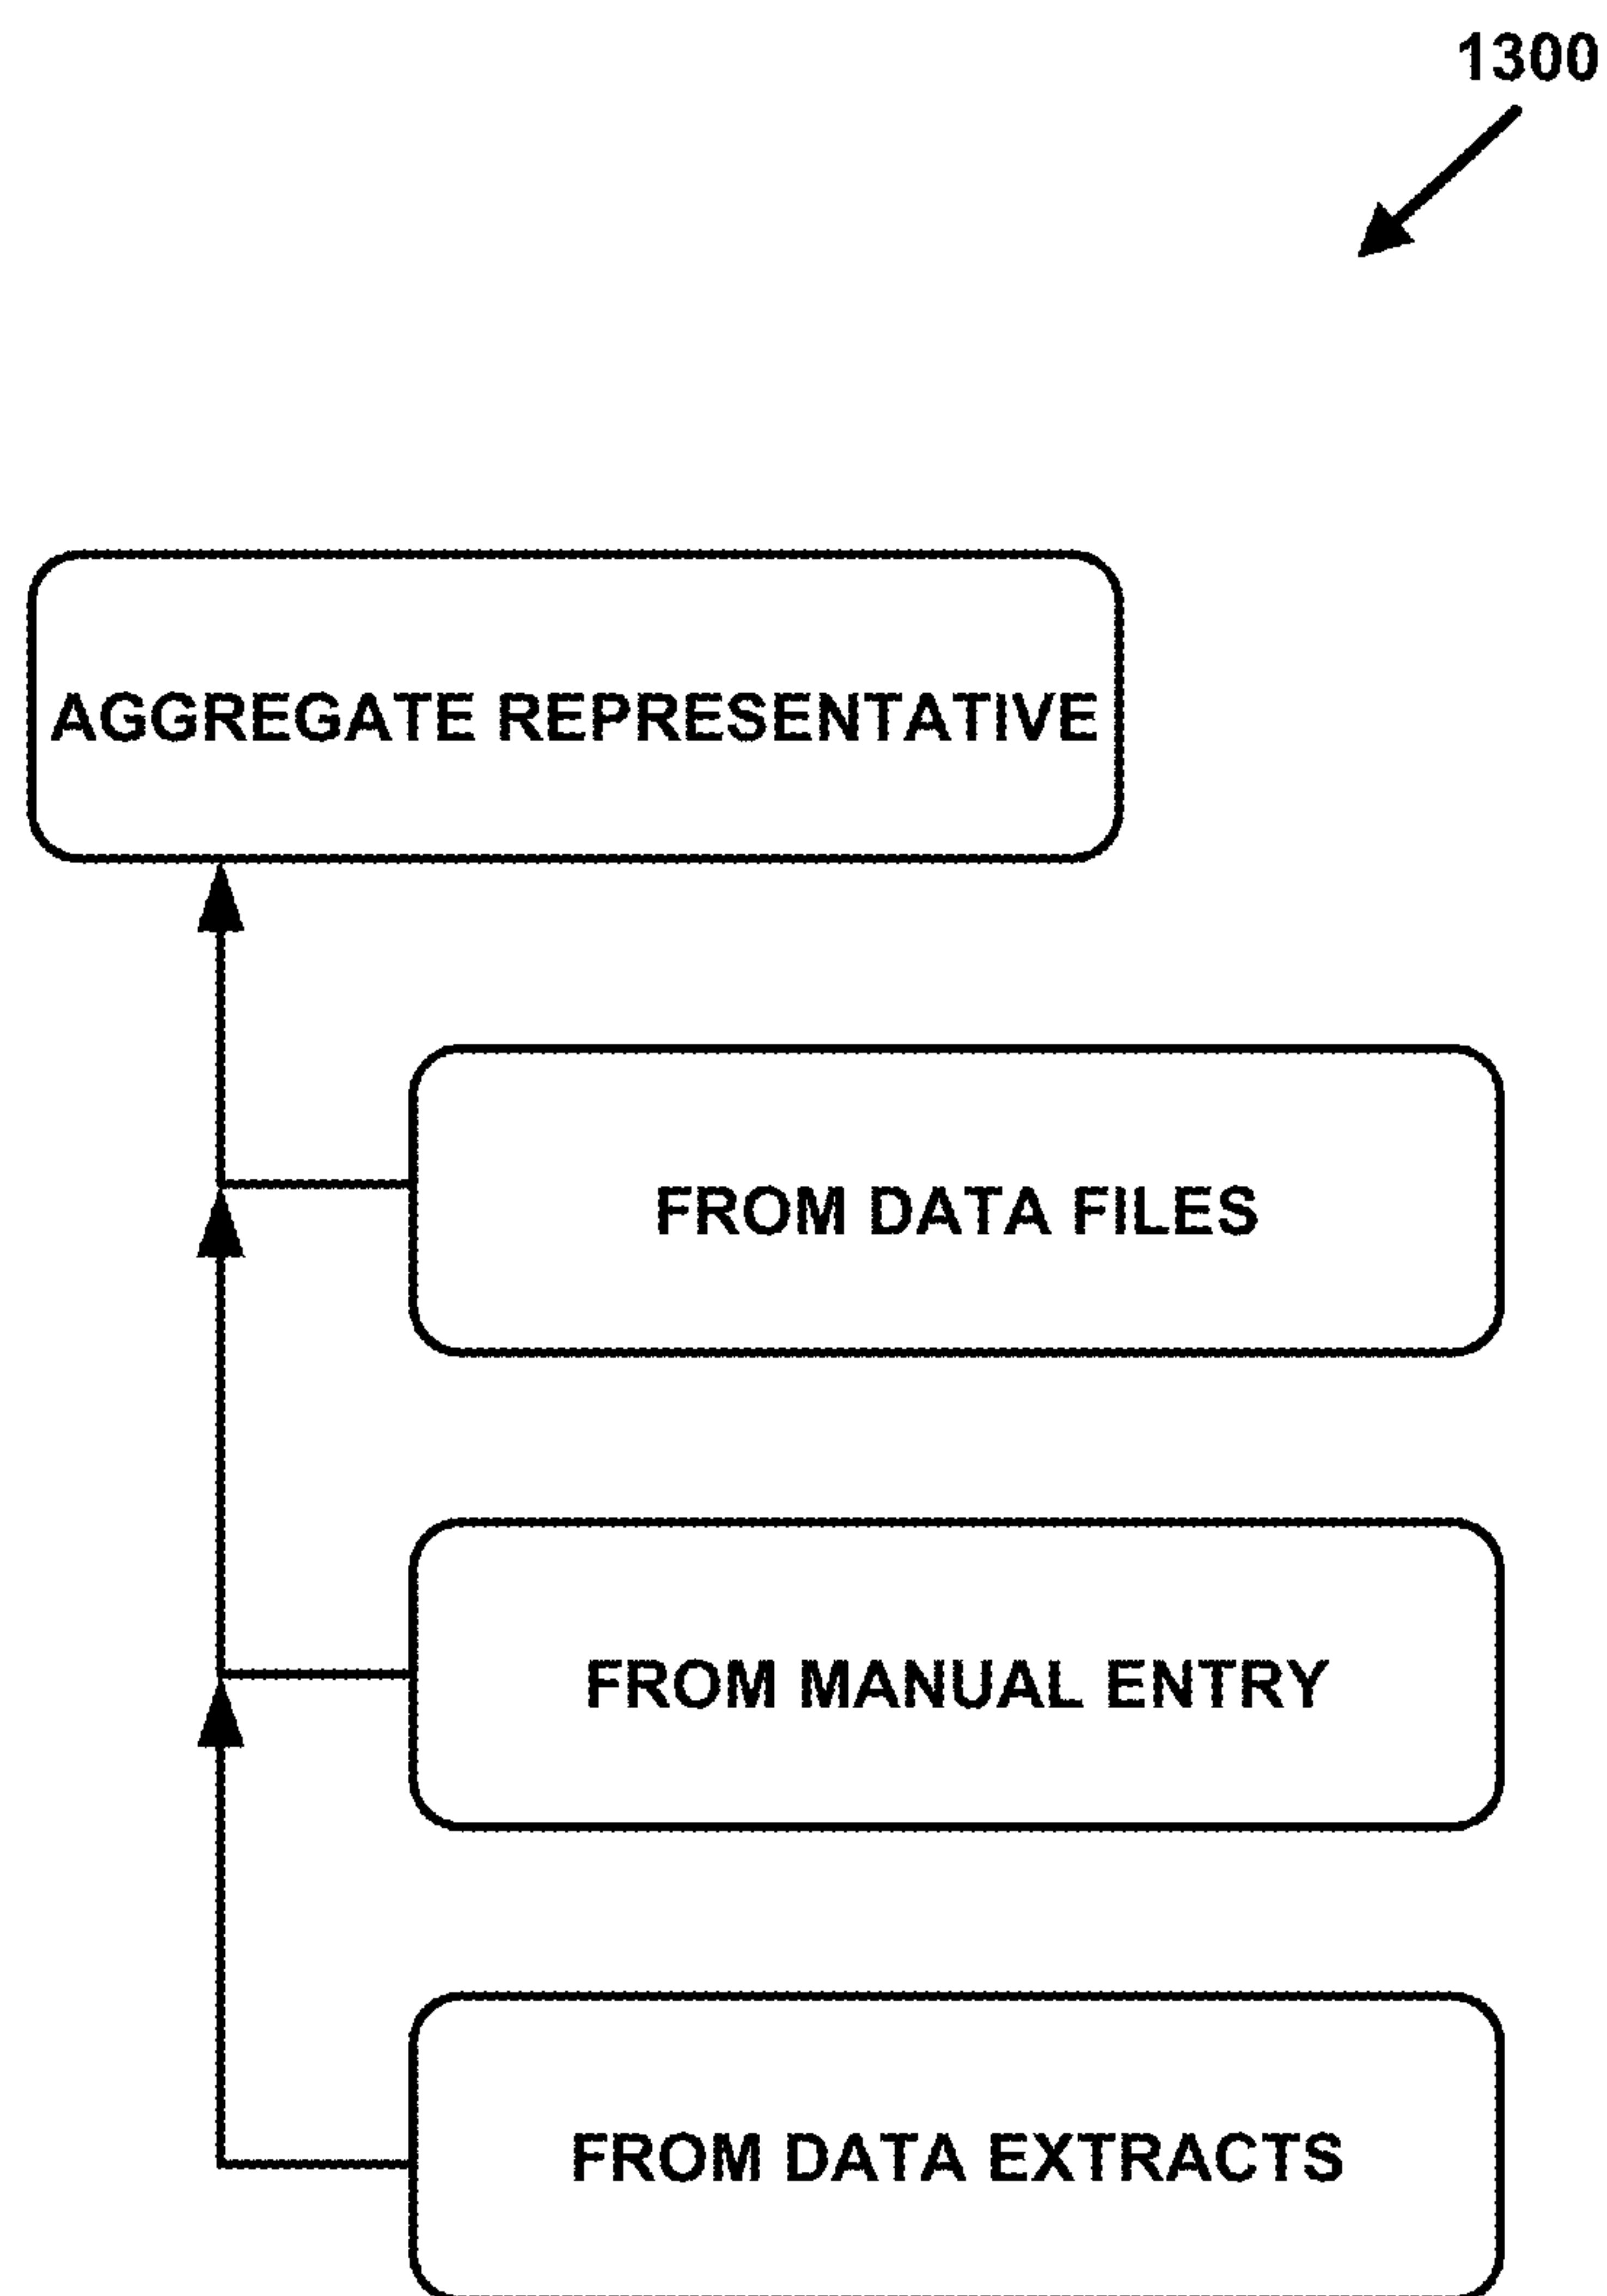 1300
AGGREGATE REPRESENTATIVE
FROM DATA FILES
FROM MANUAL ENTRY
FROM DATA EXTRACTS